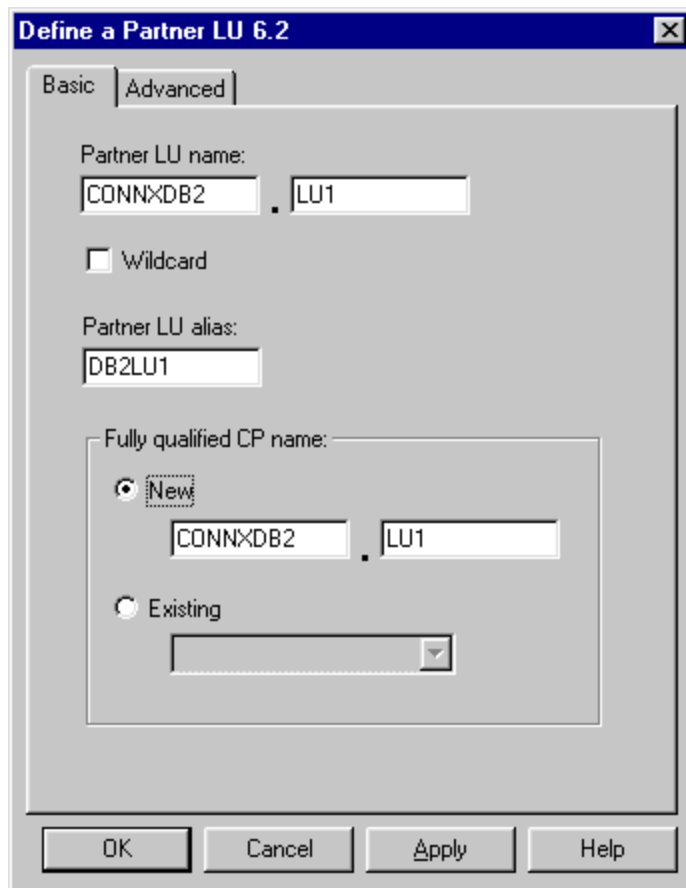 Define a Partner LU 6.2
Basic Advanced
Partner LU name:
CONNXDB2 . LU1
Wildcard
Partner LU alias:
DB2LU1
Fully qualified CP name:
New
CONNXDB2 . LU1
Existing
OK Cancel Apply Help